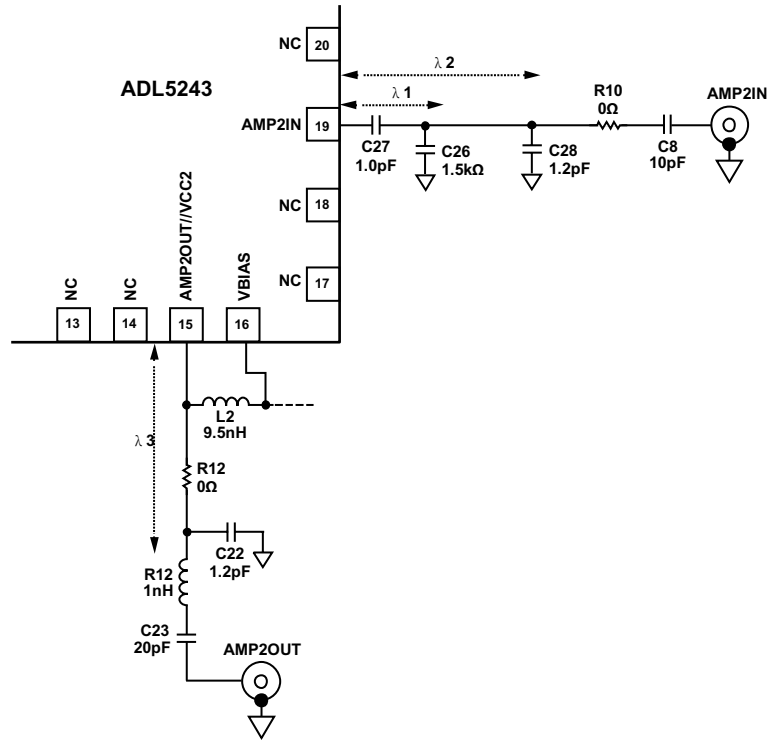 NC
20
ADL5243
λ 2
λ 1
AMP2IN
19
C27
1.0pF
C26
1.5kΩ
C28
1.2pF
R10
0Ω
C8
10pF
AMP2IN
NC
18
NC
17
NC
13
NC
14
AMP2OUT//VCC2
15
VBIAS
16
L2
9.5nH
λ 3
R12
0Ω
C22
1.2pF
R12
1nH
C23
20pF
AMP2OUT